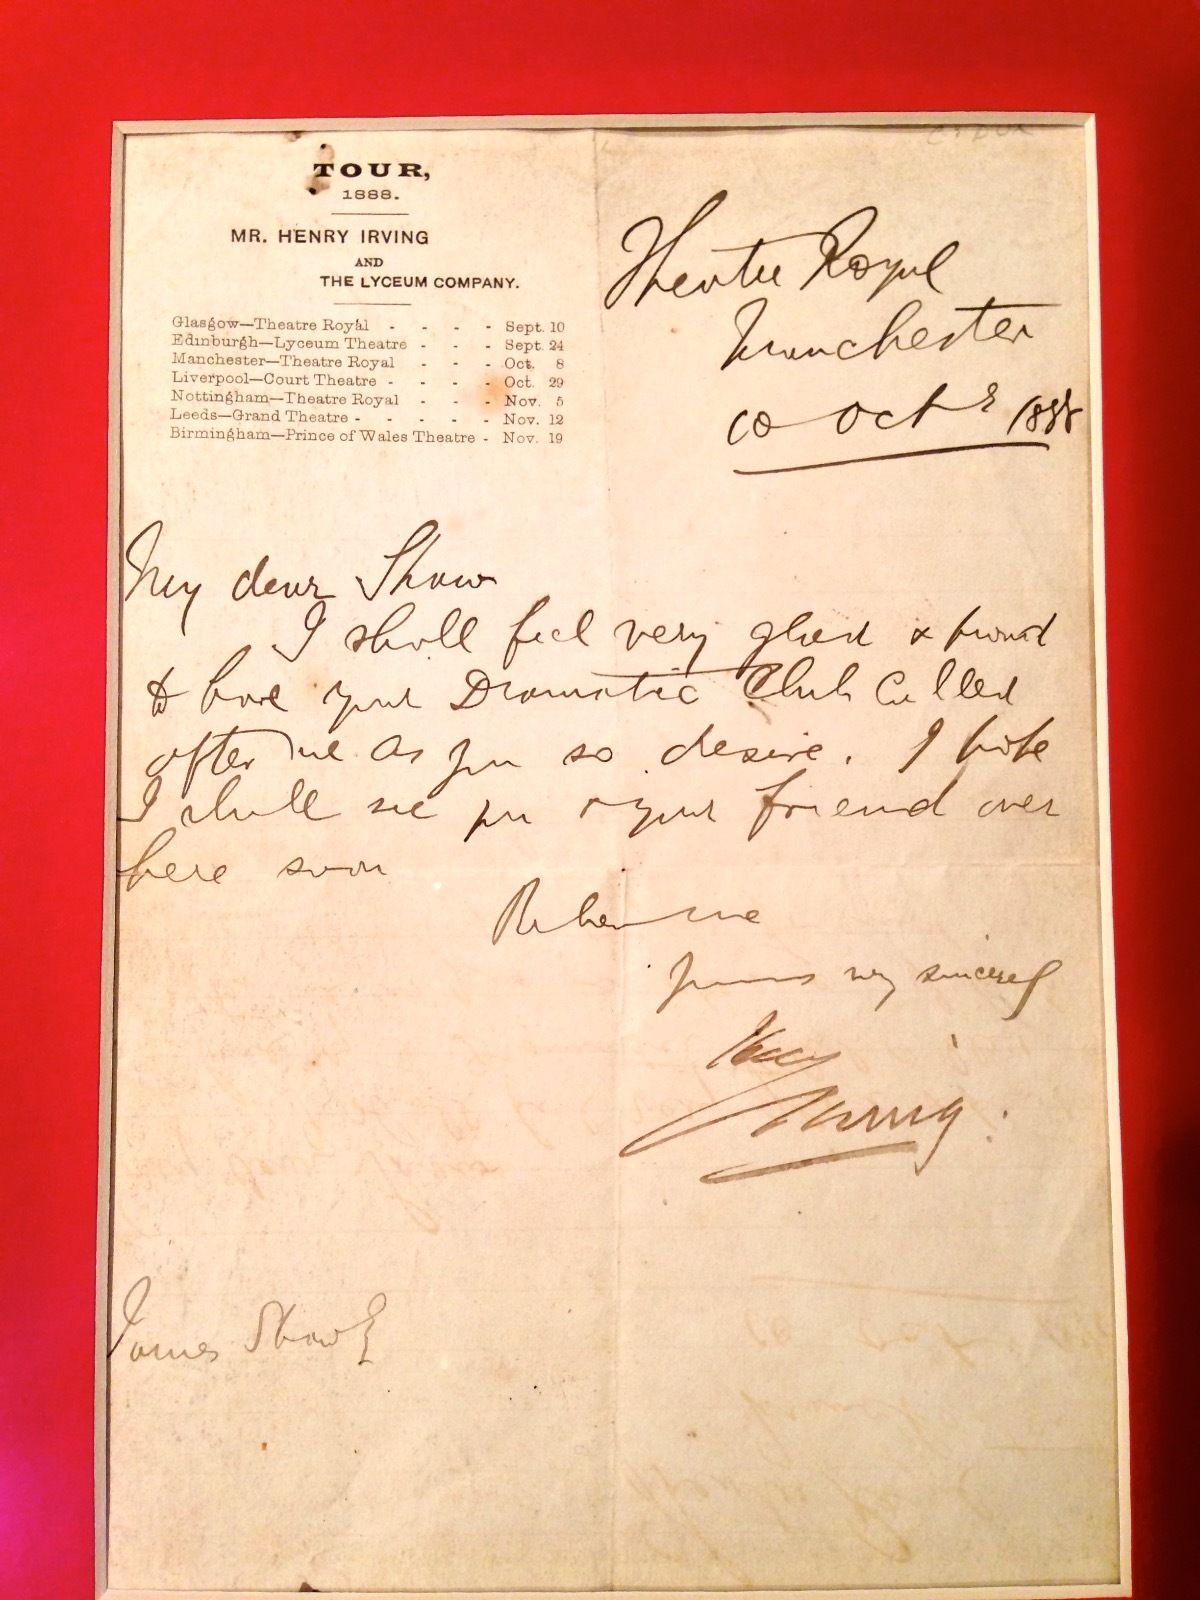 TOUR,
1888.
MR. HENRY IRVING
AND
THE LYCEUM COMPANY.
Glasgow—Theatre Royal - - - - Sept. 10
Edinburgh—Lyceum Theatre - - - Sept. 24
Manchester—Theatre Royal - - - Oct. 8
Liverpool—Court Theatre - - - - Oct. 29
Nottingham—Theatre Royal - - - Nov. 5
Leeds—Grand Theatre - - - - - Nov. 12
Birmingham—Prince of Wales Theatre - Nov. 19
Theatre Royal
Manchester
10 Octr 1888
My dear Shaw
I shall feel very glad & proud
to have your Dramatic Club Called
after me as you so desire. I hope
I shall see you & your friend over
here soon
Believe me
yours very sincerely
Henry
Irving.
James Shaw